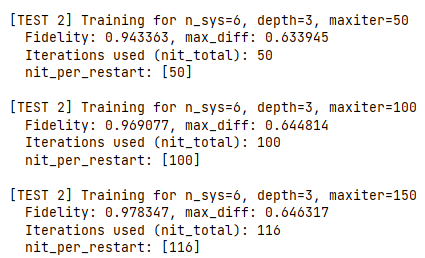 [TEST 2] Training for n_sys=6, depth=3, maxiter=50
Fidelity: 0.943363, max_diff: 0.633945
Iterations used (nit_total): 50
nit_per_restart: [50]
[TEST 2] Training for n_sys=6, depth=3, maxiter=100
Fidelity: 0.969077, max_diff: 0.644814
Iterations used (nit_total): 100
nit_per_restart: [100]
[TEST 2] Training for n_sys=6, depth=3, maxiter=150
Fidelity: 0.978347, max_diff: 0.646317
Iterations used (nit_total): 116
nit_per_restart: [116]